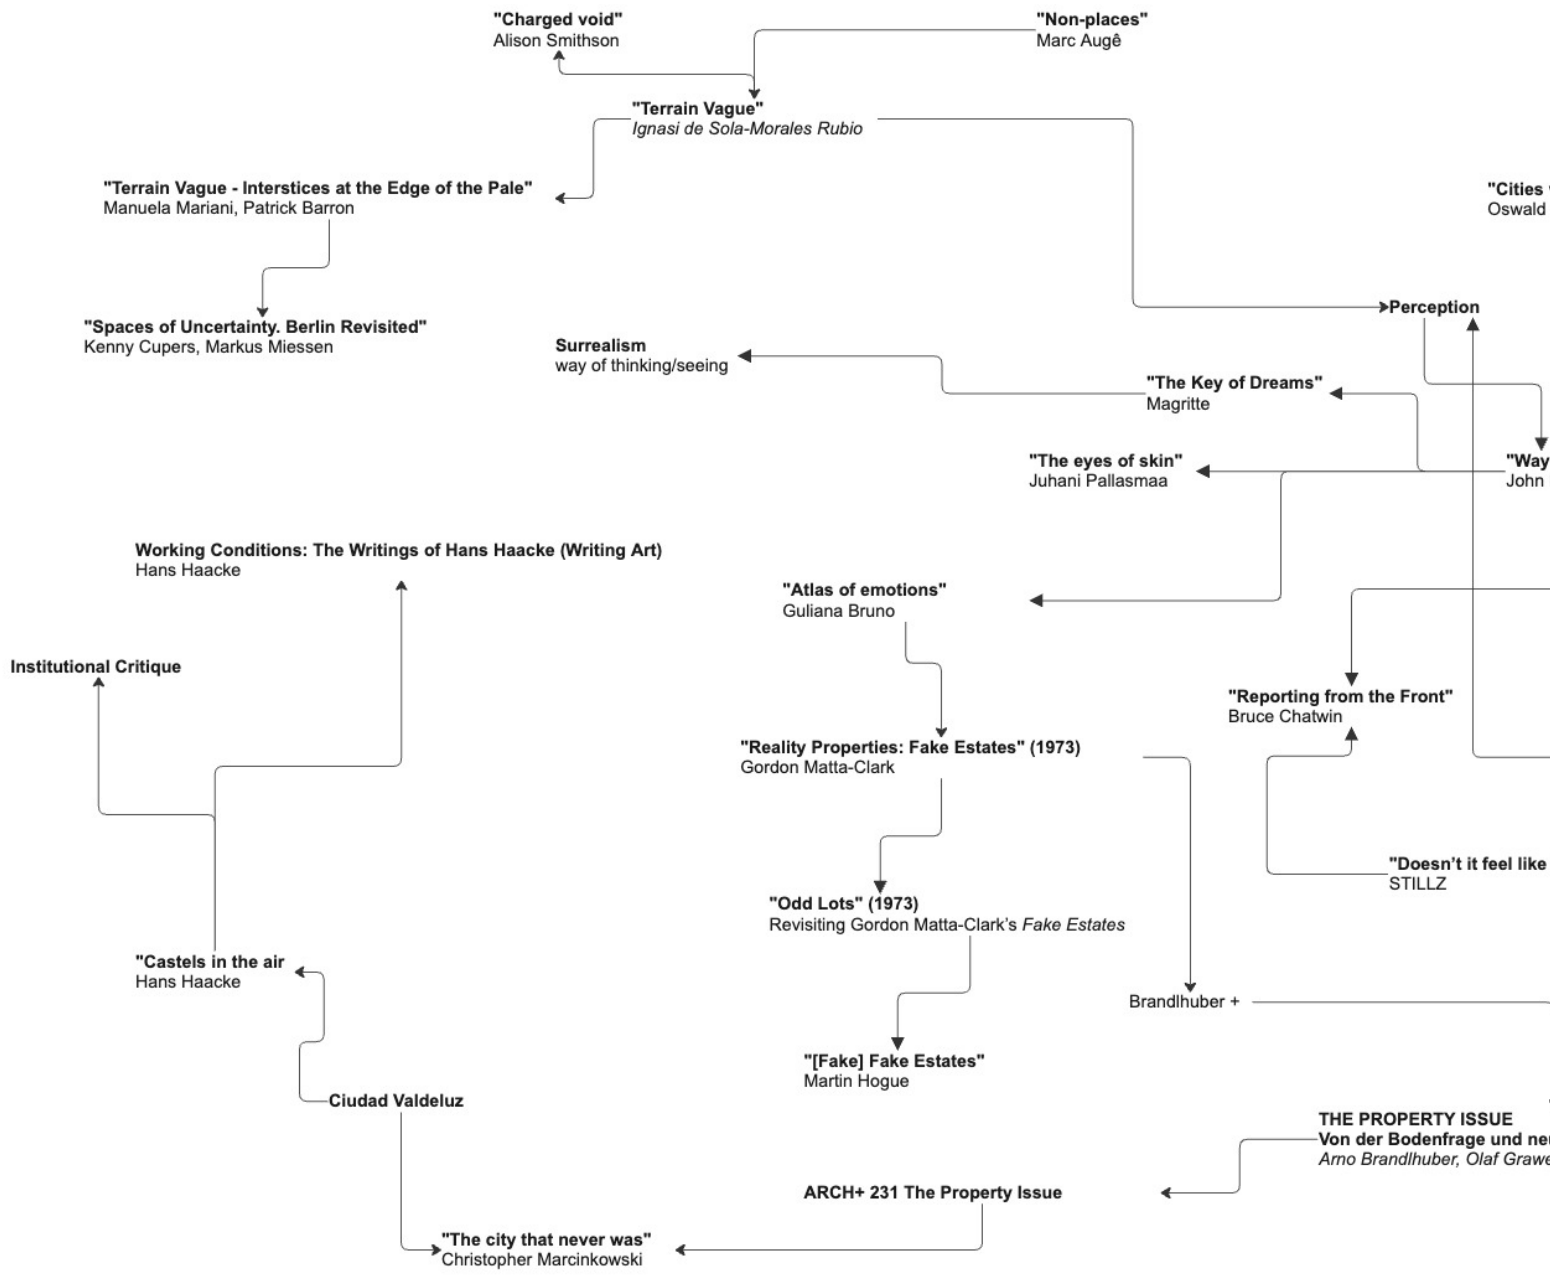 "Charged void"
Alison Smithson
"Non-places"
Marc Augê
"Terrain Vague"
Ignasi de Sola-Morales Rubio
"Terrain Vague - Interstices at the Edge of the Pale"
Manuela Mariani, Patrick Barron
"Cities
Oswald
"Spaces of Uncertainty. Berlin Revisited"
Kenny Cupers, Markus Miessen
Perception
Surrealism
way of thinking/seeing
"The Key of Dreams"
Magritte
"The eyes of skin"
Juhani Pallasmaa
"Way
John
Working Conditions: The Writings of Hans Haacke (Writing Art)
Hans Haacke
"Atlas of emotions"
Guliana Bruno
Institutional Critique
"Reporting from the Front"
Bruce Chatwin
"Reality Properties: Fake Estates" (1973)
Gordon Matta-Clark
"Doesn’t it feel like
STILLZ
"Odd Lots" (1973)
Revisiting Gordon Matta-Clark’s Fake Estates
"Castels in the air
Hans Haacke
Brandlhuber +
"[Fake] Fake Estates"
Martin Hogue
Ciudad Valdeluz
THE PROPERTY ISSUE
Von der Bodenfrage und neu
Arno Brandlhuber, Olaf Grawe
ARCH+ 231 The Property Issue
"The city that never was"
Christopher Marcinkowski